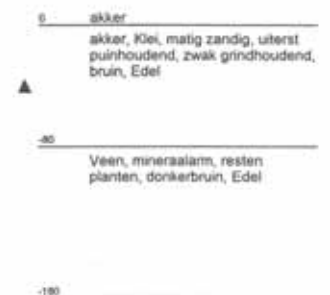 0 akker
akker, Klei, matig zandig, uiterst
puinhoudend, zwak grindhoudend,
bruin, Edel
-80
Veen, mineraalarm, resten
planten, donkerbruin, Edel
-180